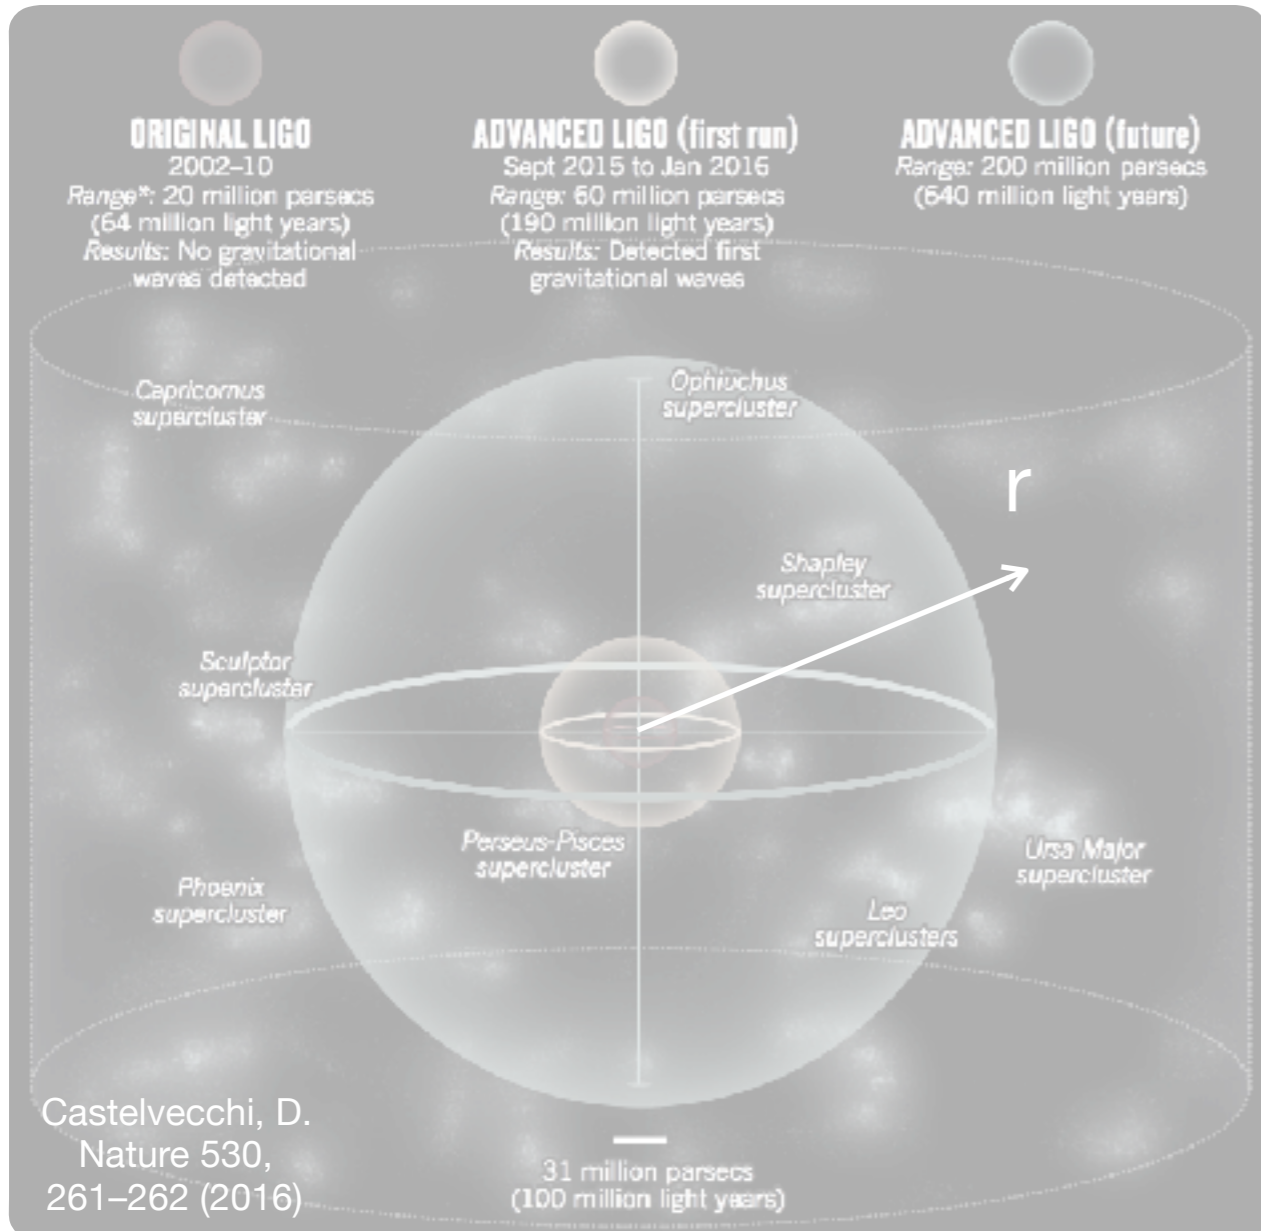 ORIGINAL LIGO
2002–10
Range*: 20 million parsecs
(64 million light years)
Results: No gravitational
waves detected
ADVANCED LIGO (first run)
Sept 2015 to Jan 2016
Range: 60 million parsecs
(190 million light years)
Results: Detected first
gravitational waves
ADVANCED LIGO (future)
Range: 200 million parsecs
(640 million light years)
Capricornus
supercluster
Ophiuchus
supercluster
r
Shapley
supercluster
Sculptor
supercluster
Perseus-Pisces
supercluster
Ursa Major
supercluster
Phoenix
supercluster
Leo
superclusters
Castelvecchi, D.
Nature 530,
261–262 (2016)
31 million parsecs
(100 million light years)